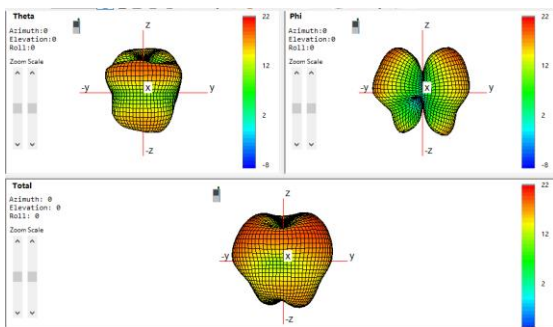 Theta
Azimuth:0
Elevation:0
Roll:0
Zoom Scale
z
-y
x
y
-z
22
12
2
-8
Phi
Azimuth:0
Elevation:0
Roll:0
Zoom Scale
z
-y
x
y
-z
22
12
2
-8
Total
Azimuth: 0
Elevation: 0
Roll: 0
Zoom Scale
z
-y
x
y
-z
22
12
2